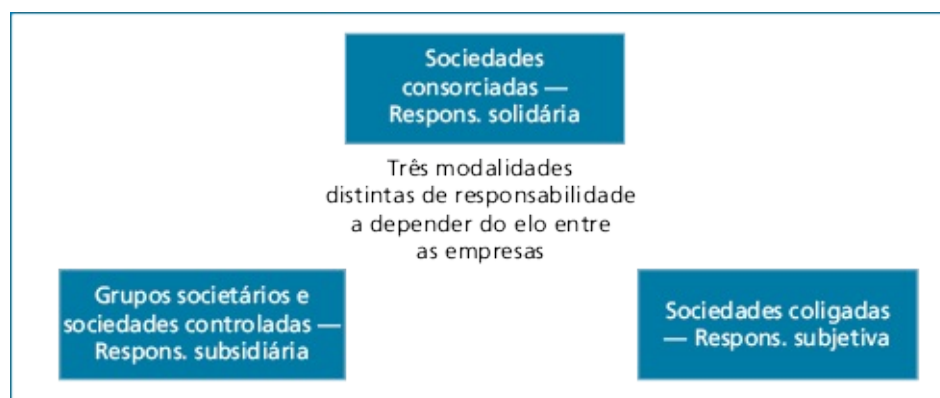 Sociedades
consorciadas —
Respons. solidária
Três modalidades
distintas de responsabilidade
a depender do elo entre
as empresas
Grupos societários e
sociedades controladas —
Respons. subsidiária
Sociedades coligadas
— Respons. subjetiva